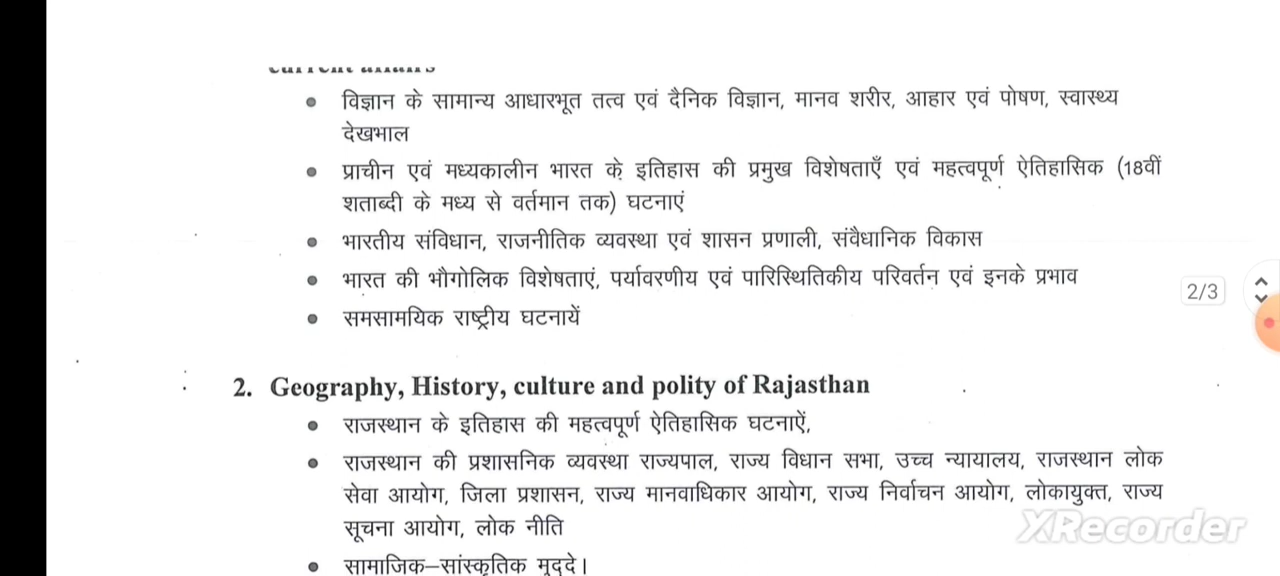 विज्ञान के सामान्य आधारभूत तत्व एवं दैनिक विज्ञान, मानव शरीर, आहार एवं पोषण, स्वास्थ्य
देखभाल
प्राचीन एवं मध्यकालीन भारत के इतिहास की प्रमुख विशेषताएँ एवं महत्वपूर्ण ऐतिहासिक (18वीं
शताब्दी के मध्य से वर्तमान तक) घटनाएं
भारतीय संविधान, राजनीतिक व्यवस्था एवं शासन प्रणाली, संवैधानिक विकास
भारत की भौगोलिक विशेषताएं, पर्यावरणीय एवं पारिस्थितिकीय परिवर्तन एवं इनके प्रभाव
2/3
समसामयिक राष्ट्रीय घटनायें
2. Geography, History, culture and polity of Rajasthan
राजस्थान के इतिहास की महत्वपूर्ण ऐतिहासिक घटनाऐं,
राजस्थान की प्रशासनिक व्यवस्था राज्यपाल, राज्य विधान सभा, उच्च न्यायालय, राजस्थान लोक
सेवा आयोग, जिला प्रशासन, राज्य मानवाधिकार आयोग, राज्य निर्वाचन आयोग, लोकायुक्त, राज्य
सूचना आयोग, लोक नीति
XRecorder
सामाजिक–सांस्कृतिक मुद्दे।